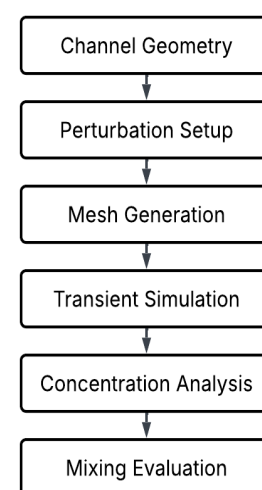 Channel Geometry
Perturbation Setup
Mesh Generation
Transient Simulation
Concentration Analysis
Mixing Evaluation